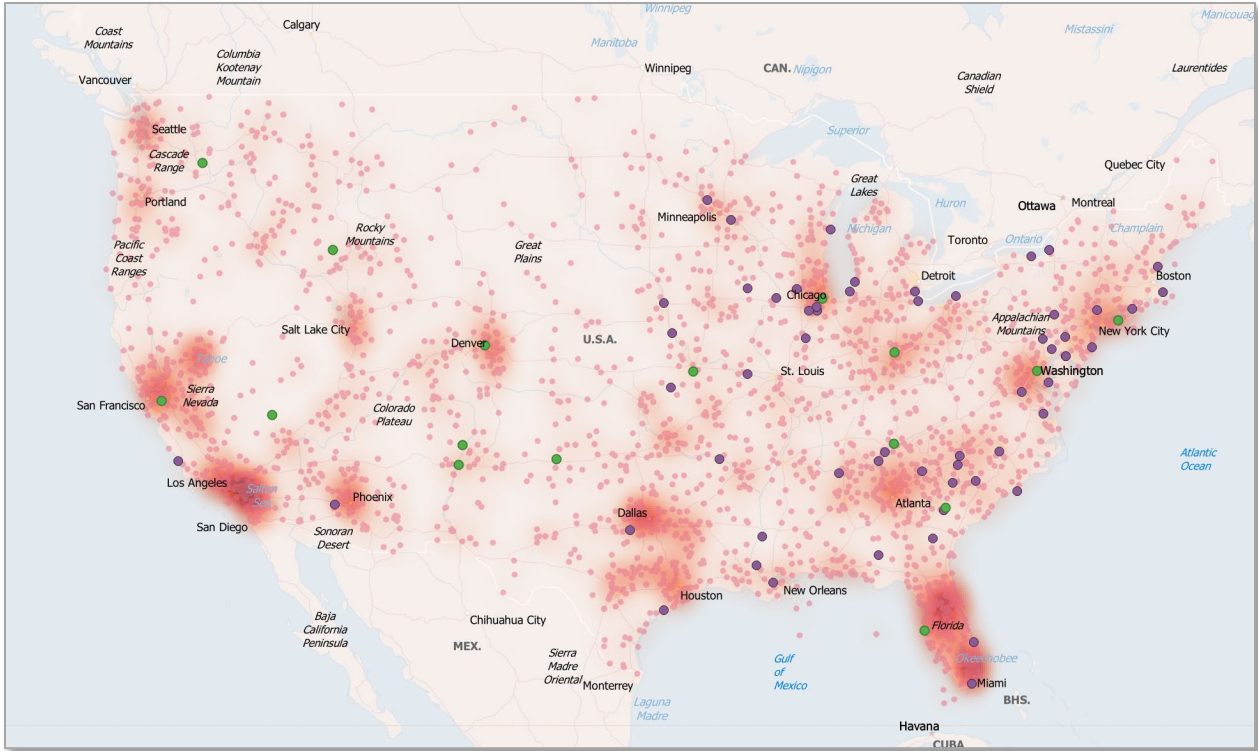 Winnipeg
Manicouag
Calgary
Coast
Mountains
Mistassini
Manitoba
Columbia
Kootenay
Mountain
Vancouver
Winnipeg
CAN.
Nipigon
Canadian
Shield
Laurentides
Seattle
Superior
Cascade
Range
Quebec City
Great
Lakes
Portland
Minneapolis
Huron
Ottawa
Montreal
Rocky
Mountains
Michigan
Champlain
Toronto
Ontario
Pacific
Coast
Ranges
Great
Plains
Detroit
Boston
Chicago
Salt Lake City
Appalachian
Mountains
New York City
Denver
U.S.A.
Tahoe
St. Louis
Washington
Sierra
Nevada
San Francisco
Colorado
Plateau
Atlantic
Ocean
Los Angeles
Salton
Sea
Phoenix
Atlanta
Dallas
San Diego
Sonoran
Desert
New Orleans
Houston
Chihuahua City
Baja
California
Peninsula
Florida
MEX.
Sierra
Madre
Oriental
Gulf
of
Mexico
Okeechobee
Monterrey
Miami
BHS.
Laguna
Madre
Havana
CUBA